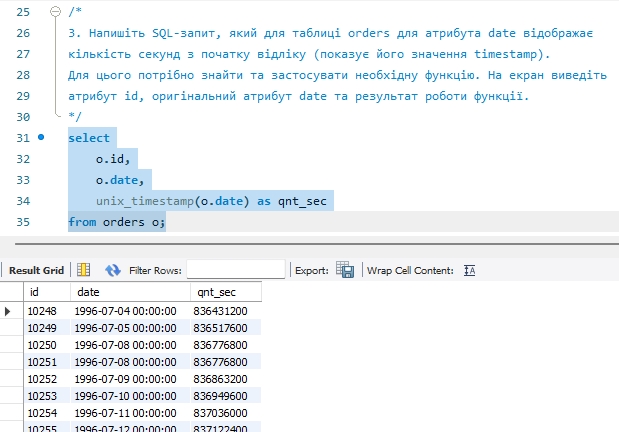 25 /*
26 3. Напишіть SQL-запит, який для таблиці orders для атрибута date відображає
27 кількість секунд з початку відліку (показує його значення timestamp).
28 Для цього потрібно знайти та застосувати необхідну функцію. На екран виведіть
29 атрибут id, оригінальний атрибут date та результат роботи функції.
30 */
31 select
32 o.id,
33 o.date,
34 unix_timestamp(o.date) as qnt_sec
35 from orders o;
Result Grid Filter Rows: Export: Wrap Cell Content:
id date qnt_sec
10248 1996-07-04 00:00:00 836431200
10249 1996-07-05 00:00:00 836517600
10250 1996-07-08 00:00:00 836776800
10251 1996-07-08 00:00:00 836776800
10252 1996-07-09 00:00:00 836863200
10253 1996-07-10 00:00:00 836949600
10254 1996-07-11 00:00:00 837036000
10255 1996-07-12 00:00:00 837122400